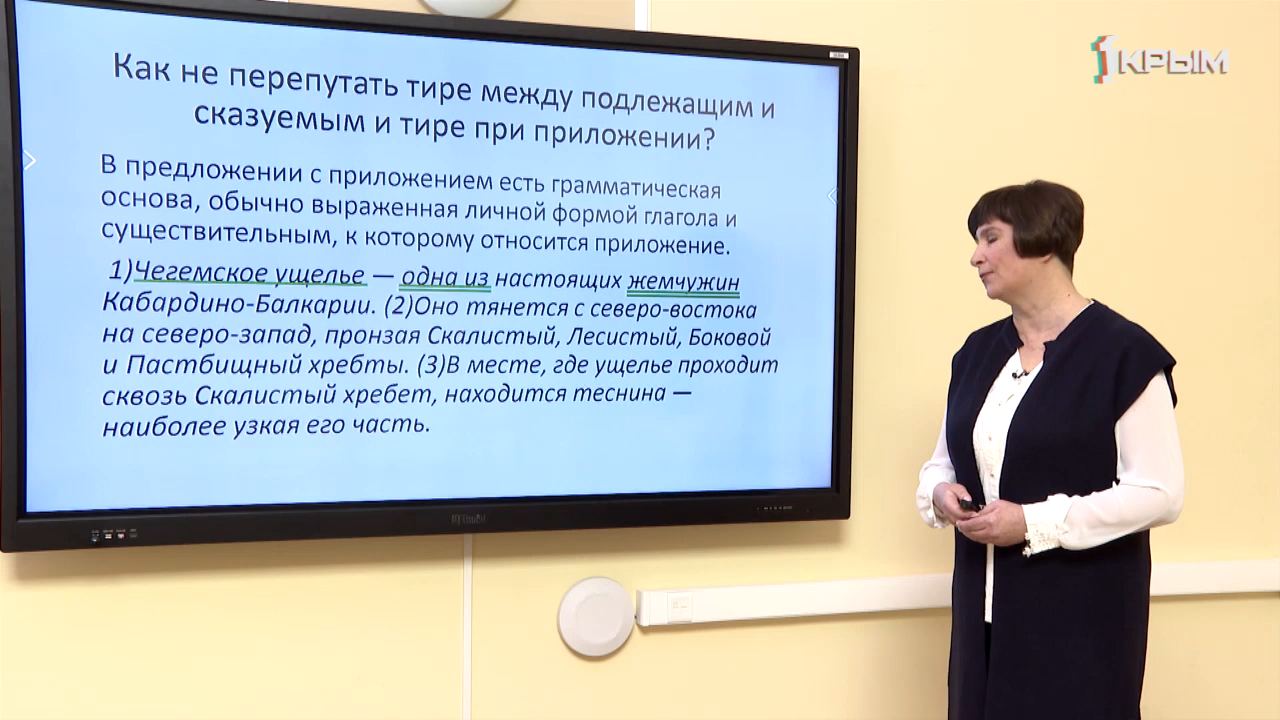 Как не перепутать тире между подлежащим и
сказуемым и тире при приложении?
В предложении с приложением есть грамматическая
основа, обычно выраженная личной формой глагола и
существительным, к которому относится приложение.
1)Чегемское ущелье — одна из настоящих жемчужин
Кабардино-Балкарии. (2)Оно тянется с северо-востока
на северо-запад, пронзая Скалистый, Лесистый, Боковой
и Пастбищный хребты. (3)В месте, где ущелье проходит
сквозь Скалистый хребет, находится теснина —
наиболее узкая его часть.
1КРЫМ